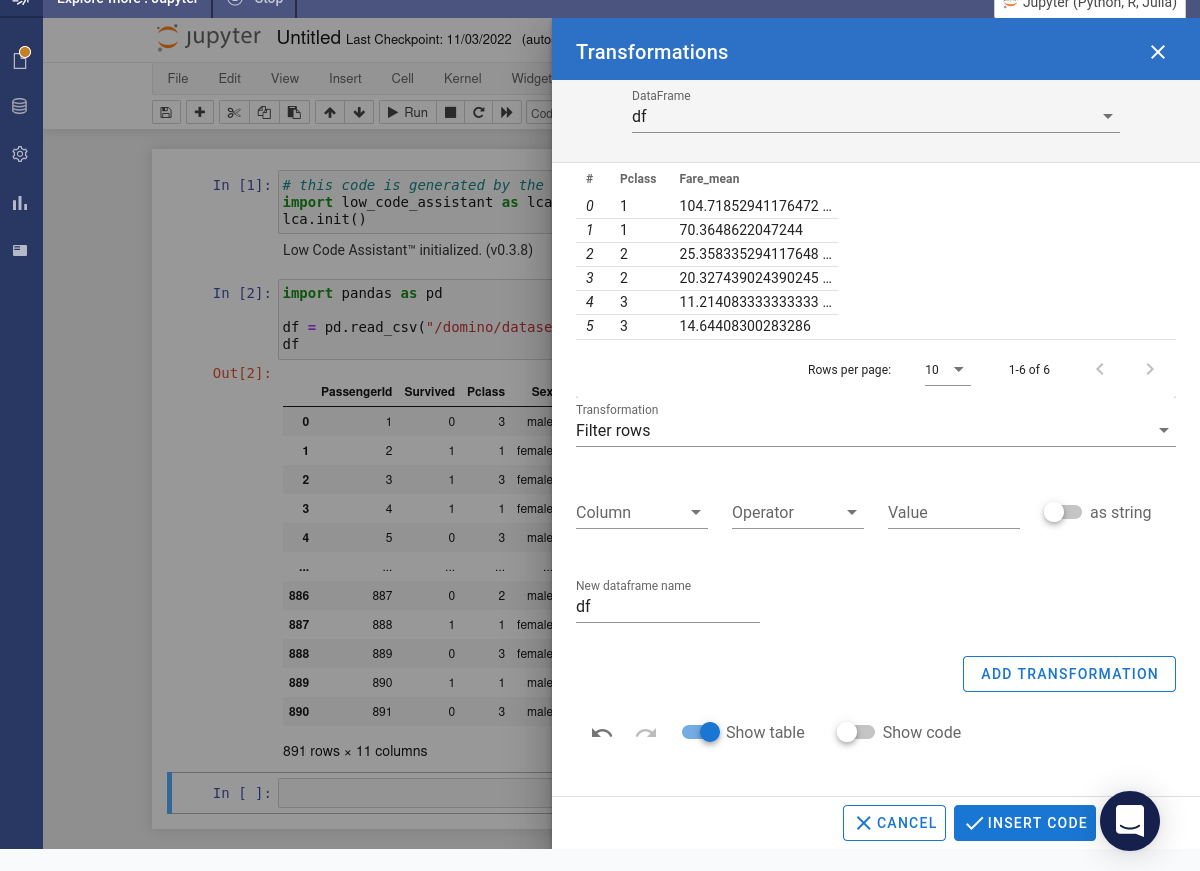 Explore more : Jupyter Stop Jupyter (Python, R, Julia)
jupyter Untitled Last Checkpoint: 11/03/2022 (auto
File Edit View Insert Cell Kernel Widget
Run Cod
In [1]: # this code is generated by the
import low_code_assistant as lca
lca.init()
Low Code Assistant™ initialized. (v0.3.8)
In [2]: import pandas as pd
df = pd.read_csv("/domino/datase
df
Out[2]:
PassengerId Survived Pclass Sex
0 1 0 3 male
1 2 1 1 female
2 3 1 3 female
3 4 1 1 female
4 5 0 3 male
... ... ... ... ...
886 887 0 2 male
887 888 1 1 female
888 889 0 3 female
889 890 1 1 male
890 891 0 3 male
891 rows × 11 columns
In [ ]:
Transformations
DataFrame
df
# Pclass Fare_mean
0 1 104.71852941176472 ...
1 1 70.3648622047244
2 2 25.358335294117648 ...
3 2 20.327439024390245 ...
4 3 11.214083333333333 ...
5 3 14.64408300283286
Rows per page: 10 1-6 of 6
Transformation
Filter rows
Column Operator Value as string
New dataframe name
df
ADD TRANSFORMATION
Show table Show code
CANCEL INSERT CODE